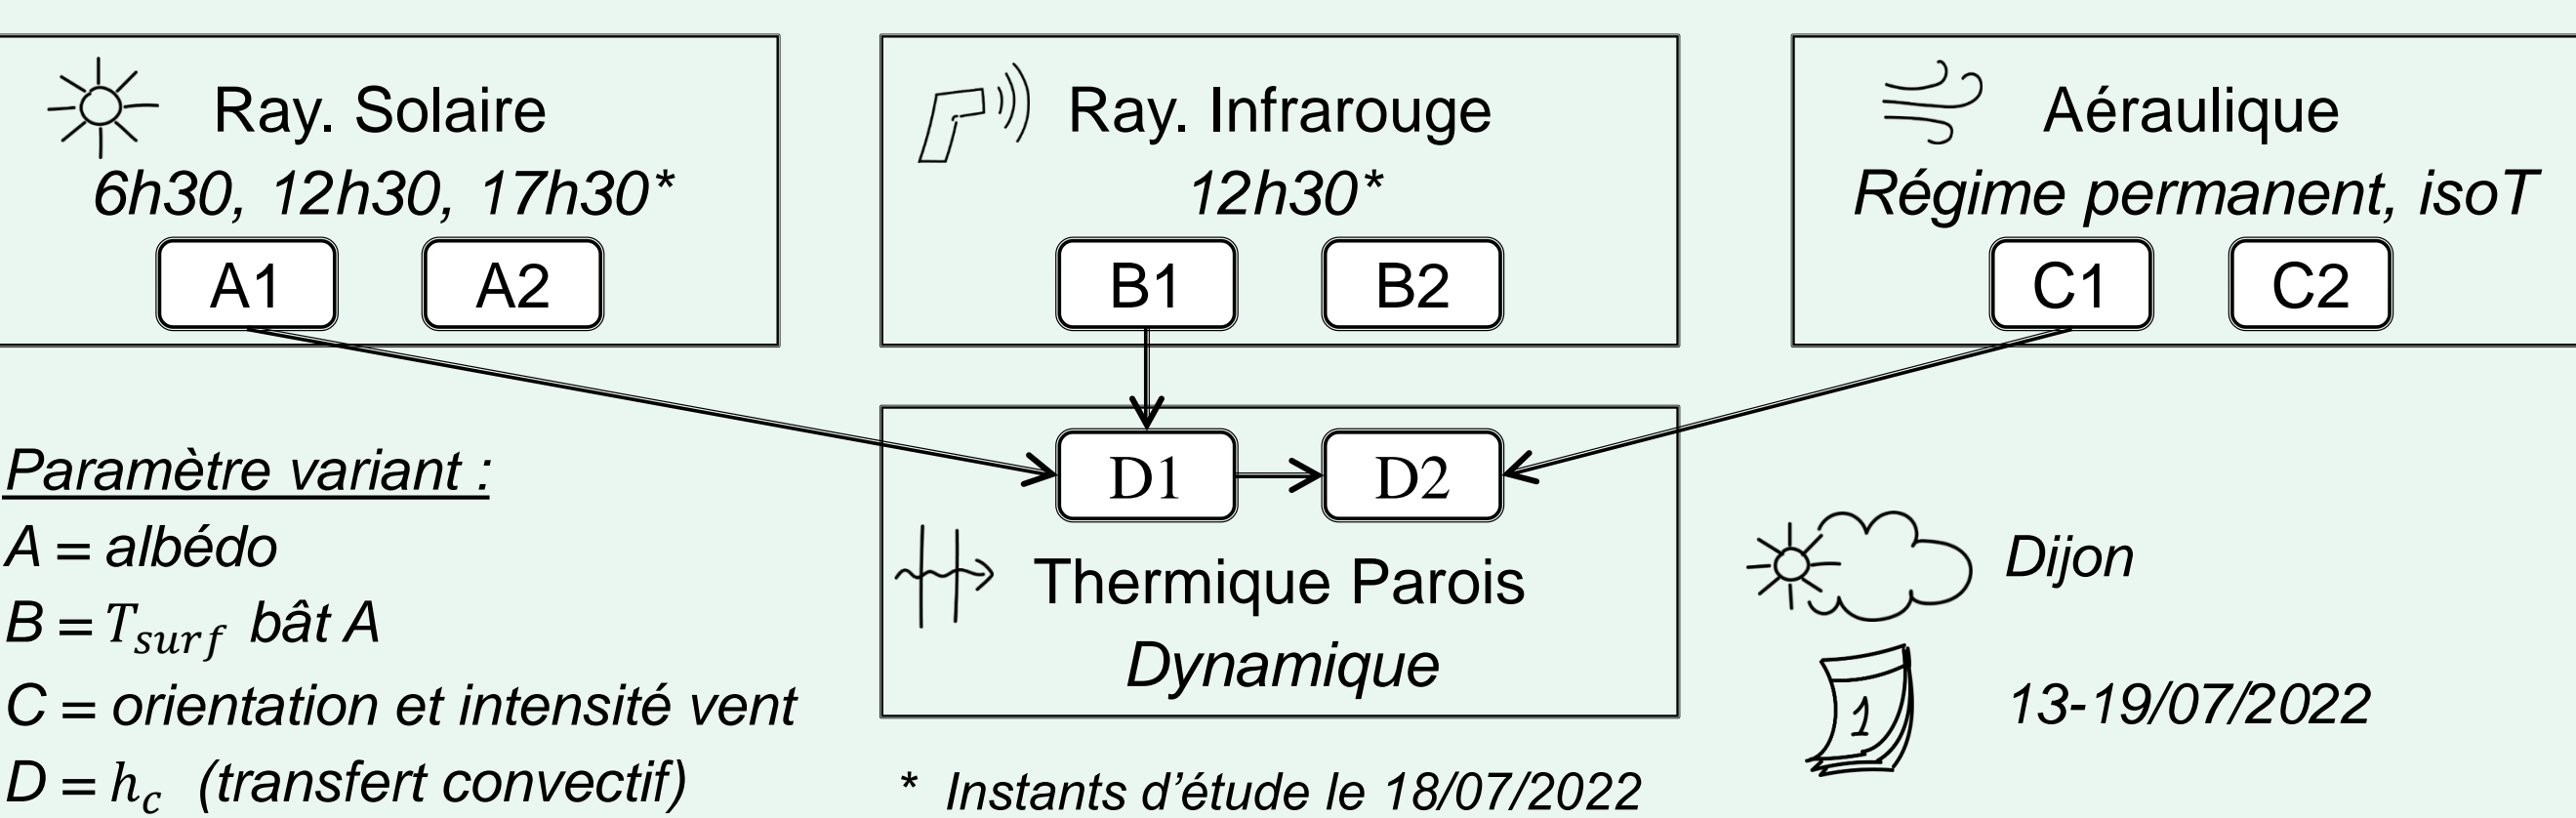 Ray. Solaire
6h30, 12h30, 17h30*
A1 A2
Ray. Infrarouge
12h30*
B1 B2
Aéraulique
Régime permanent, isoT
C1 C2
D1 D2
Thermique Parois
Dynamique
Paramètre variant :
A = albédo
B = T_surf bât A
C = orientation et intensité vent
D = h_c (transfert convectif)
* Instants d’étude le 18/07/2022
Dijon
1
13-19/07/2022